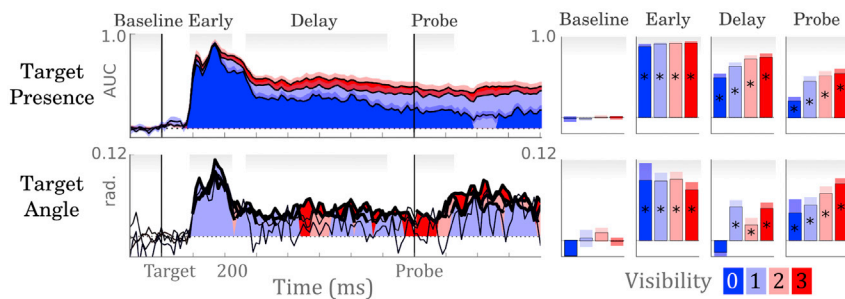 Baseline Early Delay Probe Baseline Early Delay Probe
1.0 1.0
Target
Presence
AUC
0.12 0.12
Target
Angle
rad.
Target 200 Time (ms) Probe
Visibility 0 1 2 3
* * * * * * * * * * * *
* * * * * * * * * * *